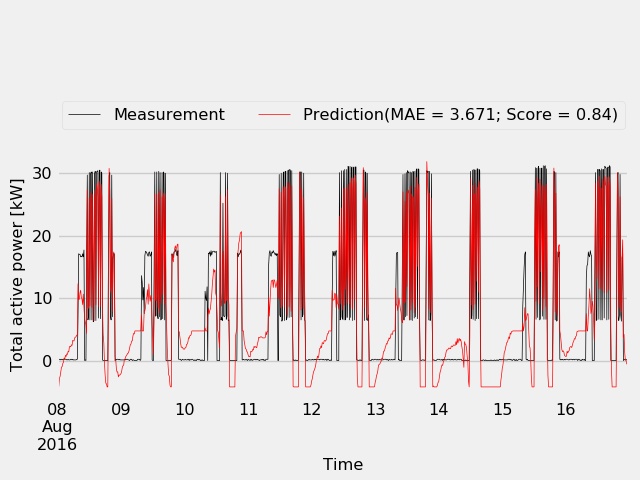 Measurement Prediction(MAE = 3.671; Score = 0.84)
30
20
10
0
Total active power [kW]
08 09 10 11 12 13 14 15 16
Aug
2016
Time